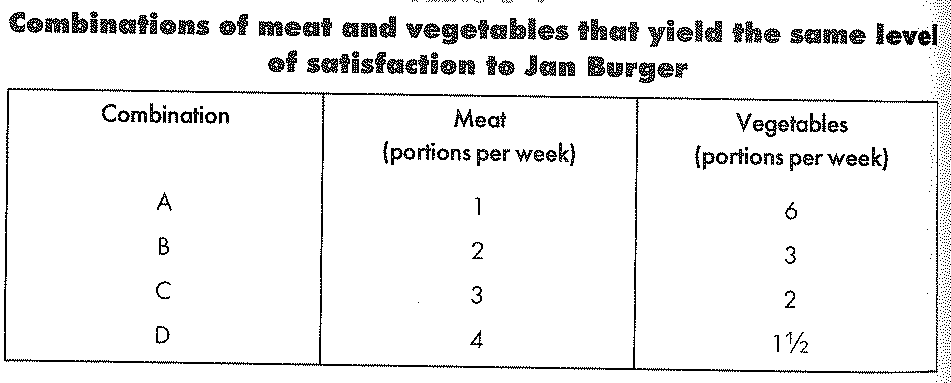 Combinations of meat and vegetables that yield the same level
of satisfaction to Jan Burger
Combination Meat Vegetables
(portions per week) (portions per week)
A 1 6
B 2 3
C 3 2
D 4 1½